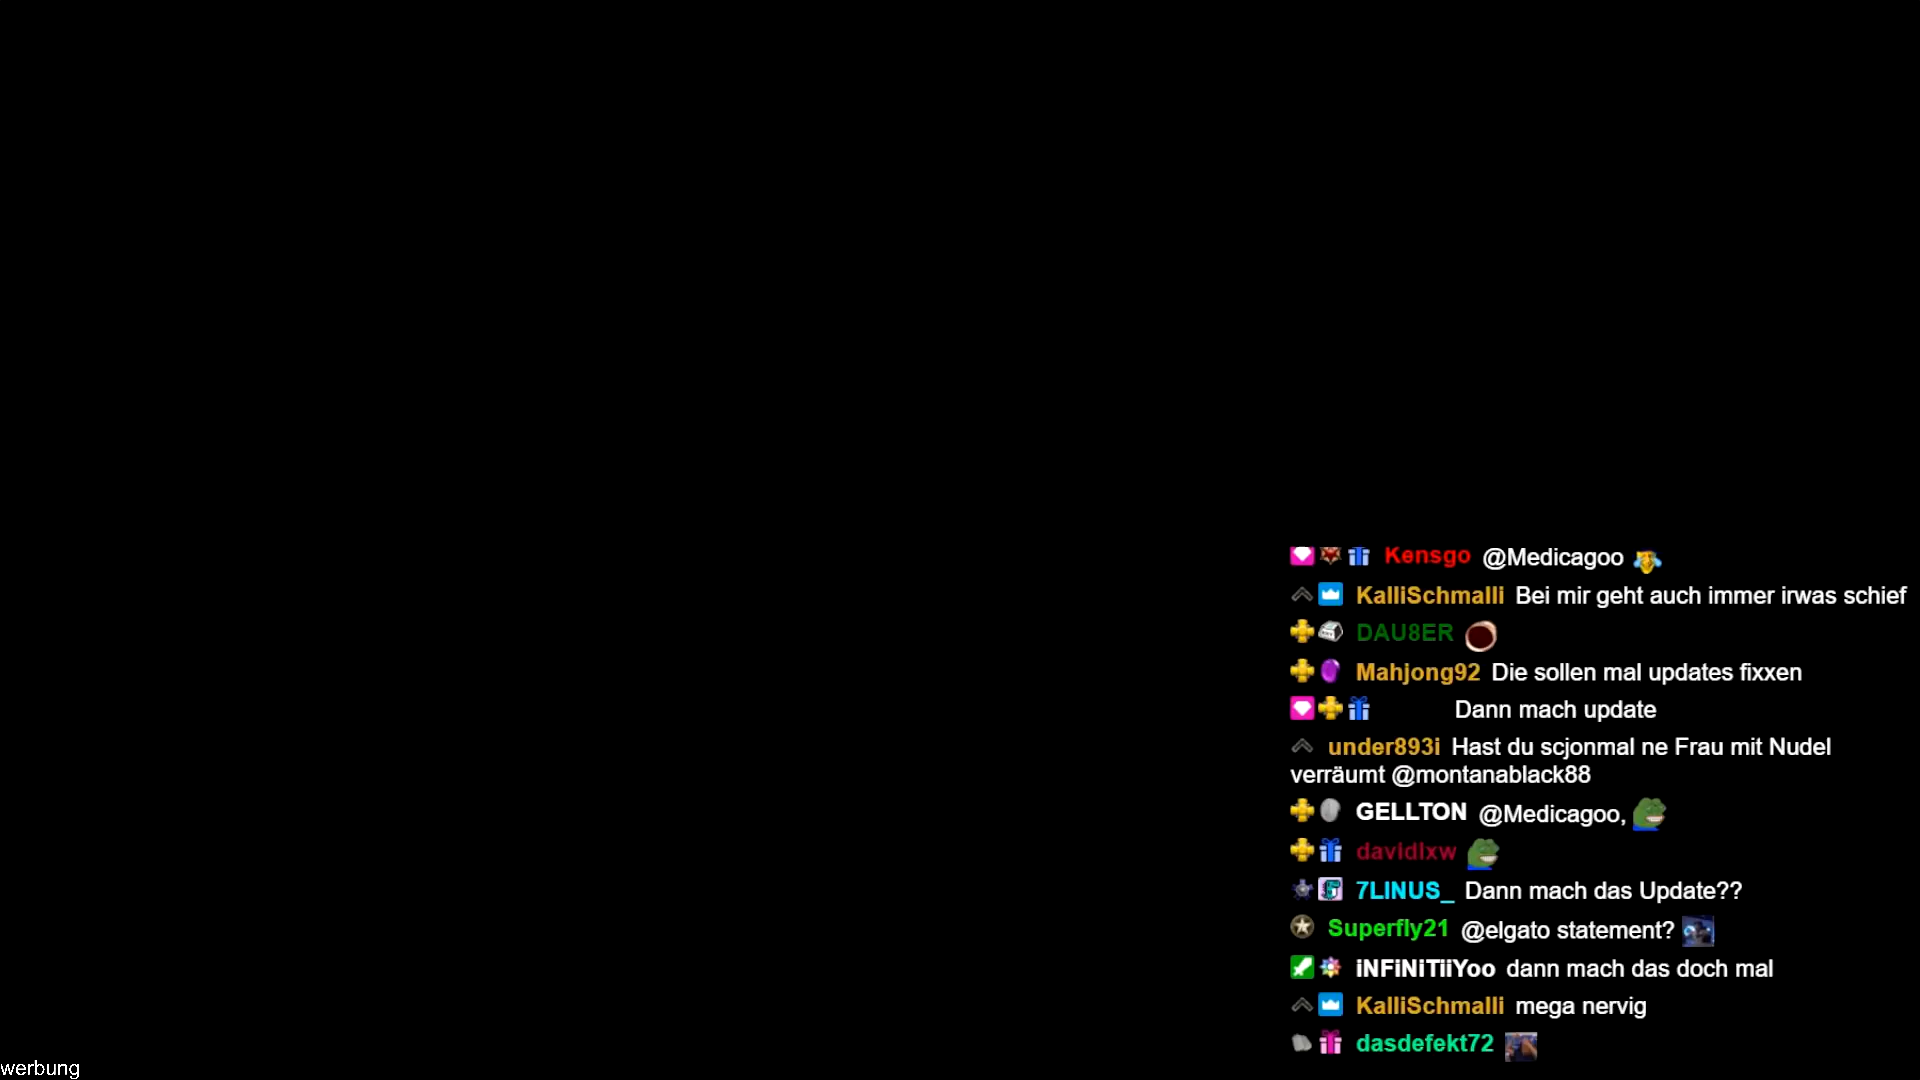 Kensgo @Medicagoo
KalliSchmalli Bei mir geht auch immer irwas schief
DAU8ER
Mahjong92 Die sollen mal updates fixxen
Dann mach update
under893i Hast du scjonmal ne Frau mit Nudel
verräumt @montanablack88
GELLTON @Medicagoo,
davidlxw
7LINUS_ Dann mach das Update??
Superfly21 @elgato statement?
iNFiNiTiiYoo dann mach das doch mal
KalliSchmalli mega nervig
dasdefekt72
werbung